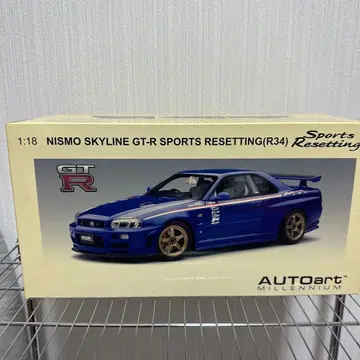 1:18 NISMO SKYLINE GT-R SPORTS RESETTING(R34)
Sports
Resetting
GT
R
AUTOart
MILLENNIUM